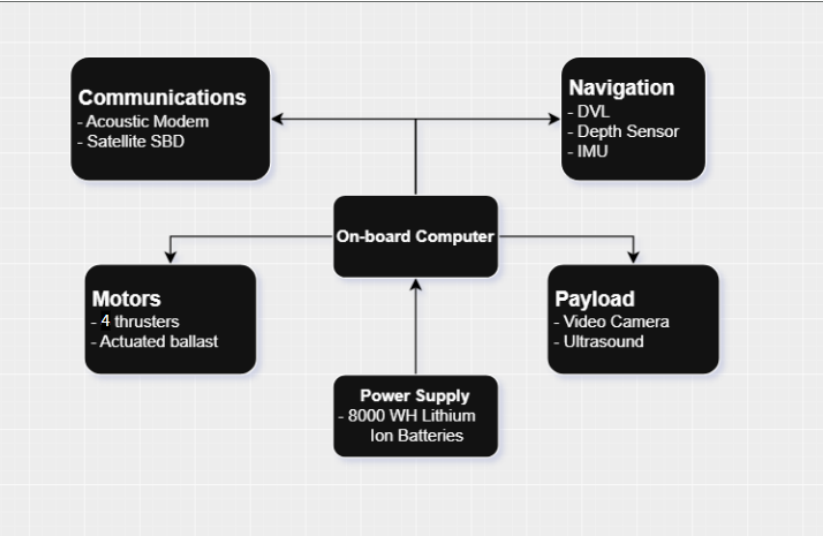 Communications
- Acoustic Modem
- Satellite SBD
Navigation
- DVL
- Depth Sensor
- IMU
On-board Computer
Motors
- 4 thrusters
- Actuated ballast
Payload
- Video Camera
- Ultrasound
Power Supply
- 8000 WH Lithium
Ion Batteries